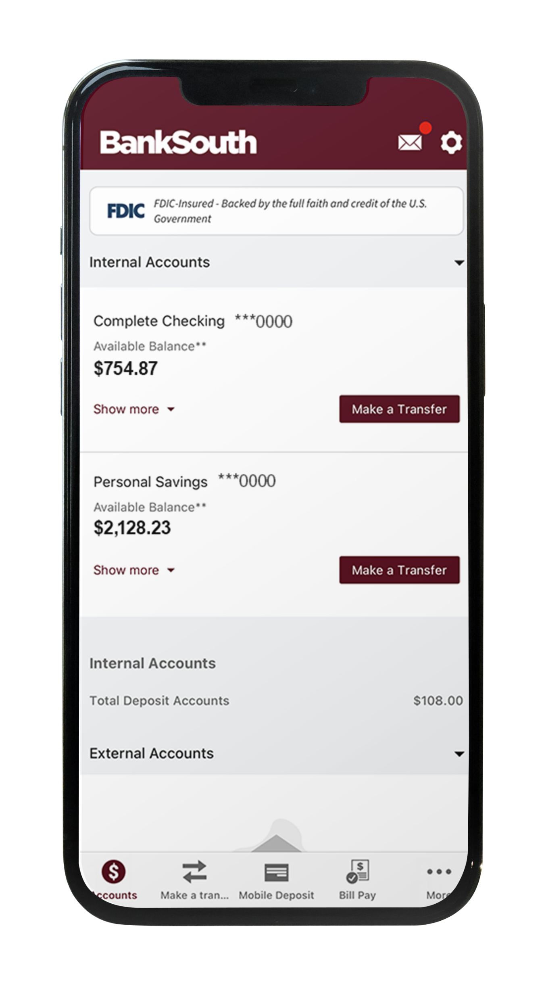 BankSouth
FDIC FDIC-Insured - Backed by the full faith and credit of the U.S.
Government
Internal Accounts
Complete Checking ***0000
Available Balance**
$754.87
Show more
Make a Transfer
Personal Savings ***0000
Available Balance**
$2,128.23
Show more
Make a Transfer
Internal Accounts
Total Deposit Accounts $108.00
External Accounts
$
$
ccounts Make a tran... Mobile Deposit Bill Pay More